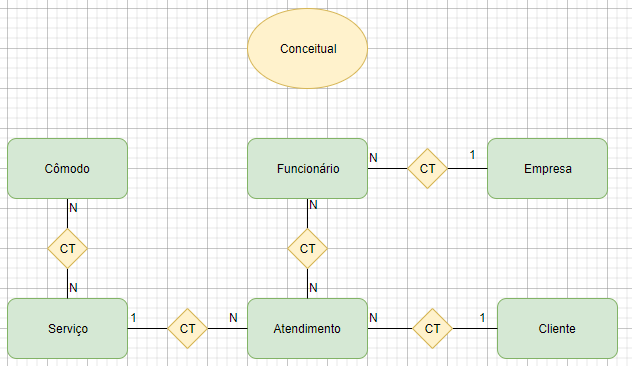 Conceitual
Cômodo
Funcionário
N
CT
1
Empresa
N
N
CT
CT
N
N
Serviço
1
CT
N
Atendimento
N
CT
1
Cliente